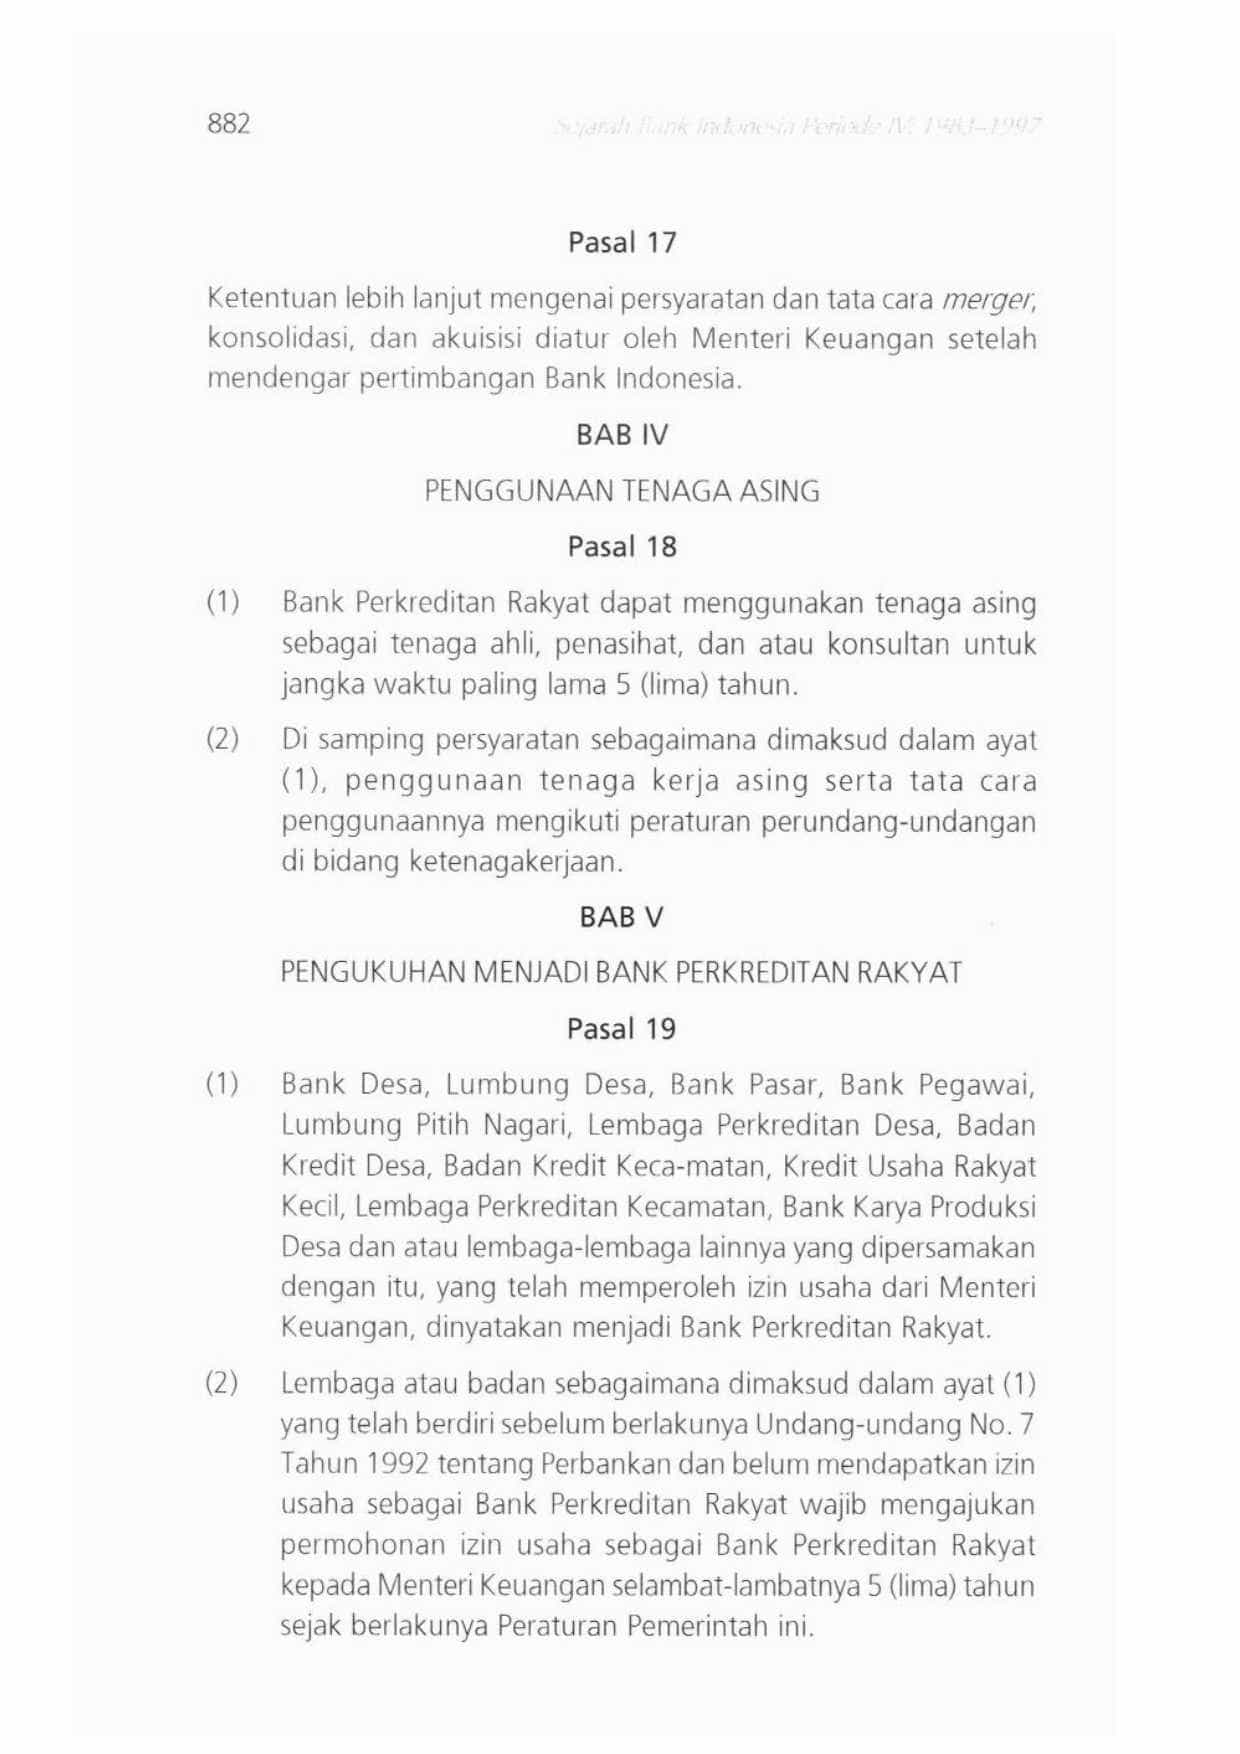 882 Sejarah Bank Indonesia Periode IV: 1983–1997
Pasal 17
Ketentuan lebih lanjut mengenai persyaratan dan tata cara merger,
konsolidasi, dan akuisisi diatur oleh Menteri Keuangan setelah
mendengar pertimbangan Bank Indonesia.
BAB IV
PENGGUNAAN TENAGA ASING
Pasal 18
(1) Bank Perkreditan Rakyat dapat menggunakan tenaga asing
sebagai tenaga ahli, penasihat, dan atau konsultan untuk
jangka waktu paling lama 5 (lima) tahun.
(2) Di samping persyaratan sebagaimana dimaksud dalam ayat
(1), penggunaan tenaga kerja asing serta tata cara
penggunaannya mengikuti peraturan perundang-undangan
di bidang ketenagakerjaan.
BAB V
PENGUKUHAN MENJADI BANK PERKREDITAN RAKYAT
Pasal 19
(1) Bank Desa, Lumbung Desa, Bank Pasar, Bank Pegawai,
Lumbung Pitih Nagari, Lembaga Perkreditan Desa, Badan
Kredit Desa, Badan Kredit Keca-matan, Kredit Usaha Rakyat
Kecil, Lembaga Perkreditan Kecamatan, Bank Karya Produksi
Desa dan atau lembaga-lembaga lainnya yang dipersamakan
dengan itu, yang telah memperoleh izin usaha dari Menteri
Keuangan, dinyatakan menjadi Bank Perkreditan Rakyat.
(2) Lembaga atau badan sebagaimana dimaksud dalam ayat (1)
yang telah berdiri sebelum berlakunya Undang-undang No. 7
Tahun 1992 tentang Perbankan dan belum mendapatkan izin
usaha sebagai Bank Perkreditan Rakyat wajib mengajukan
permohonan izin usaha sebagai Bank Perkreditan Rakyat
kepada Menteri Keuangan selambat-lambatnya 5 (lima) tahun
sejak berlakunya Peraturan Pemerintah ini.